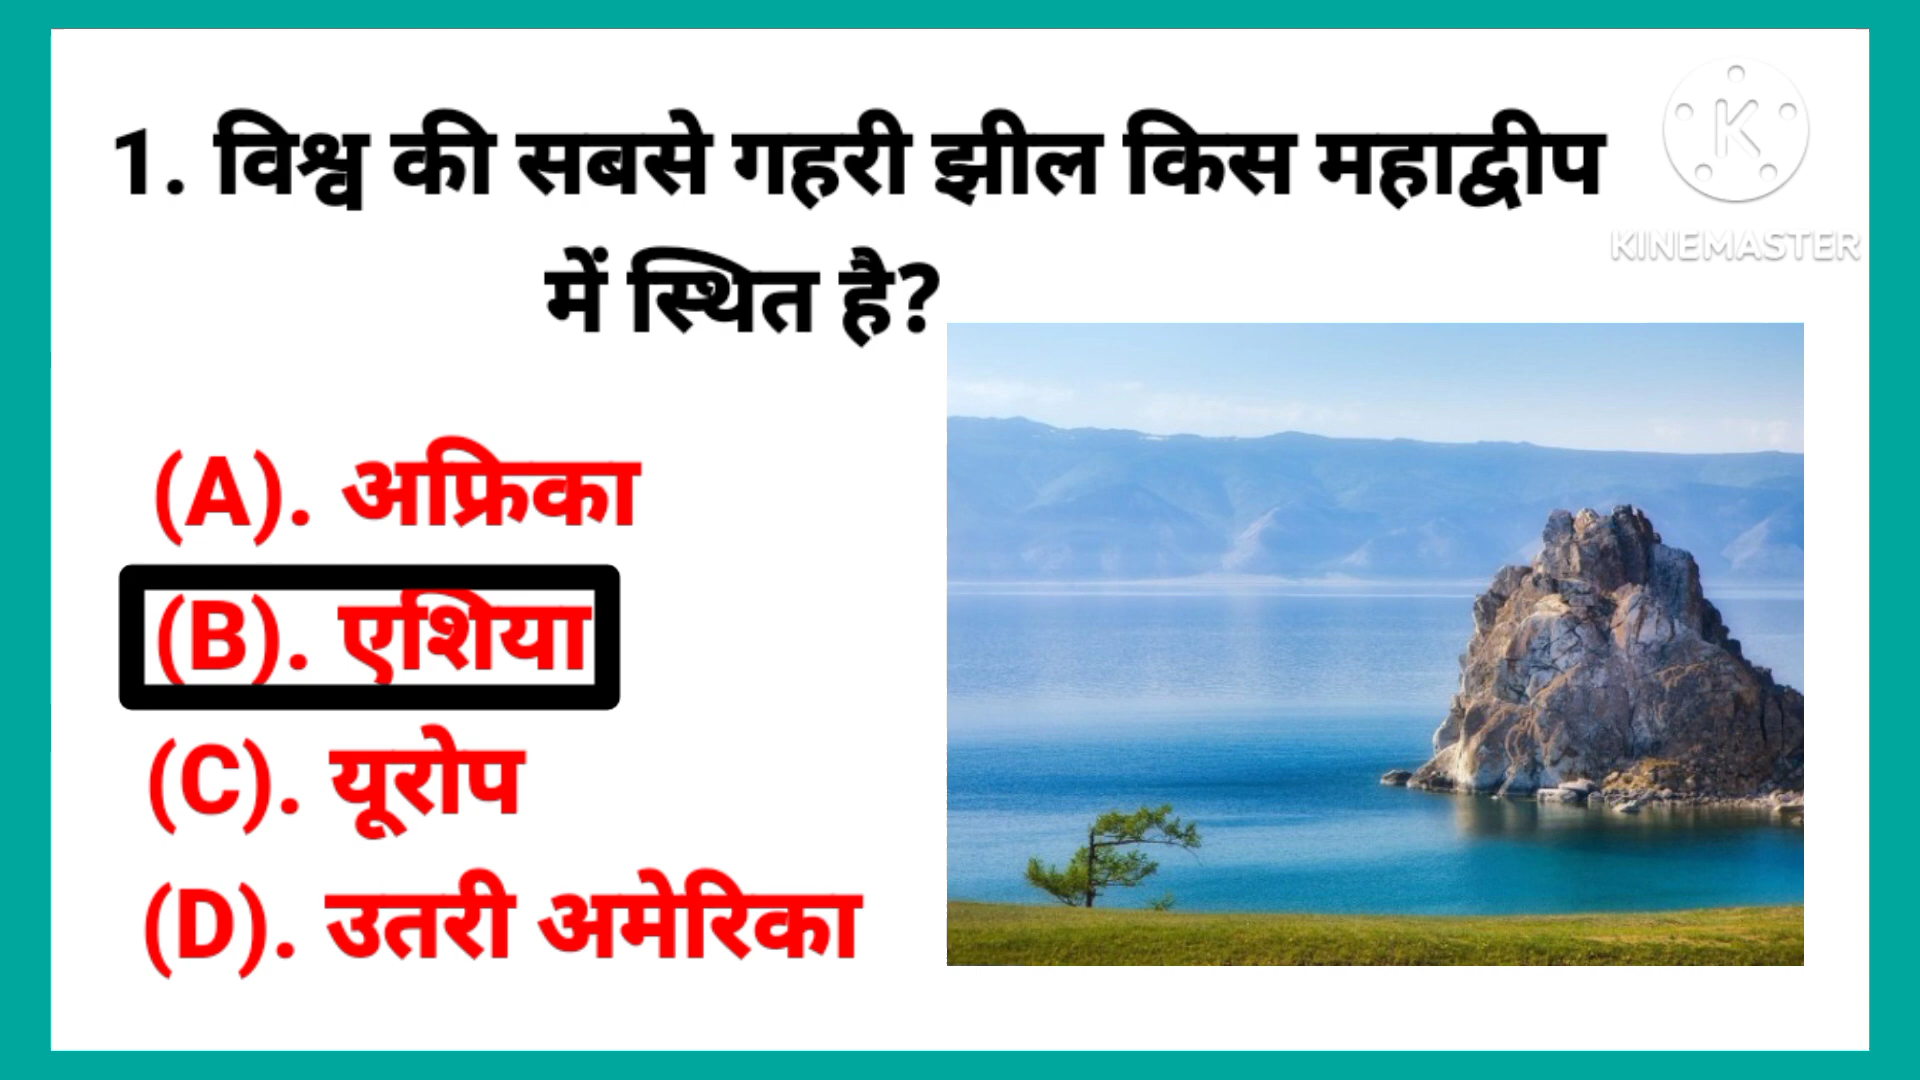 1. विश्व की सबसे गहरी झील किस महाद्वीप
में स्थित है?
K
KINEMASTER
(A). अफ्रिका
(B). एशिया
(C). यूरोप
(D). उतरी अमेरिका